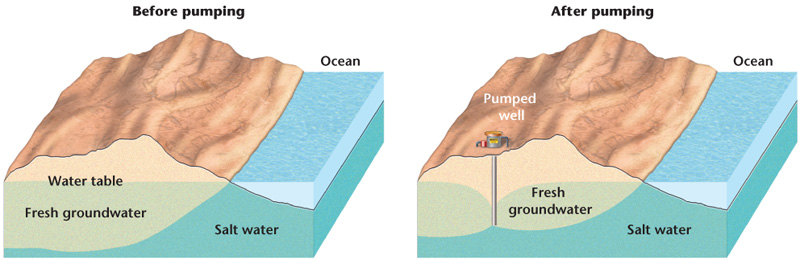 Before pumping
Ocean
Water table
Fresh groundwater
Salt water
After pumping
Ocean
Pumped
well
Fresh
groundwater
Salt water